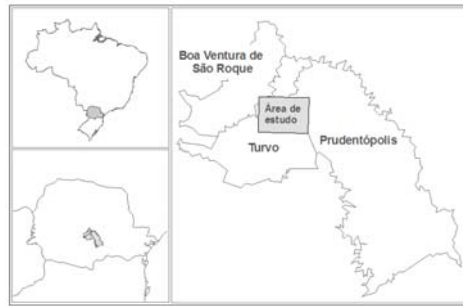 Boa Ventura de
São Roque
Área de
estudo
Prudentópolis
Turvo